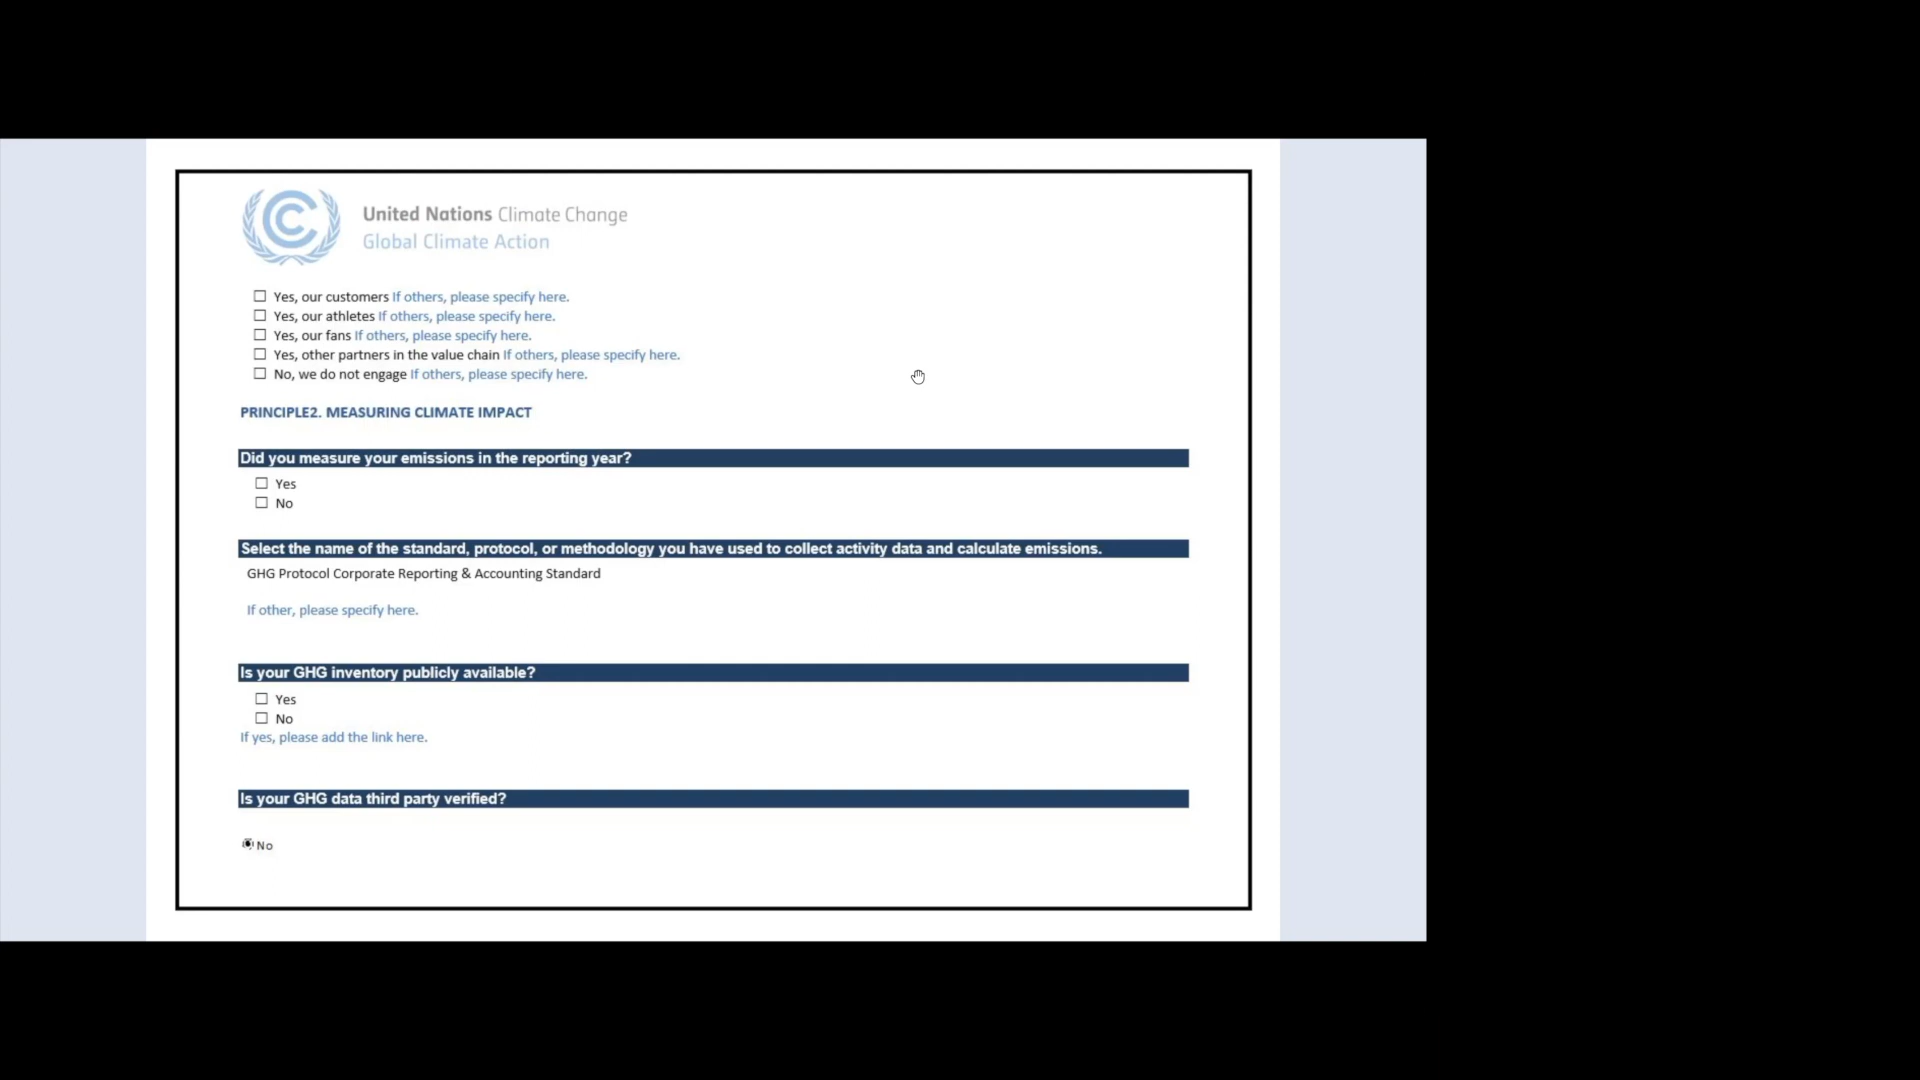 United Nations Climate Change
Global Climate Action
☐ Yes, our customers If others, please specify here.
☐ Yes, our athletes If others, please specify here.
☐ Yes, our fans If others, please specify here.
☐ Yes, other partners in the value chain If others, please specify here.
☐ No, we do not engage If others, please specify here.
PRINCIPLE2. MEASURING CLIMATE IMPACT
Did you measure your emissions in the reporting year?
☐ Yes
☐ No
Select the name of the standard, protocol, or methodology you have used to collect activity data and calculate emissions.
GHG Protocol Corporate Reporting & Accounting Standard
If other, please specify here.
Is your GHG inventory publicly available?
☐ Yes
☐ No
If yes, please add the link here.
Is your GHG data third party verified?
No